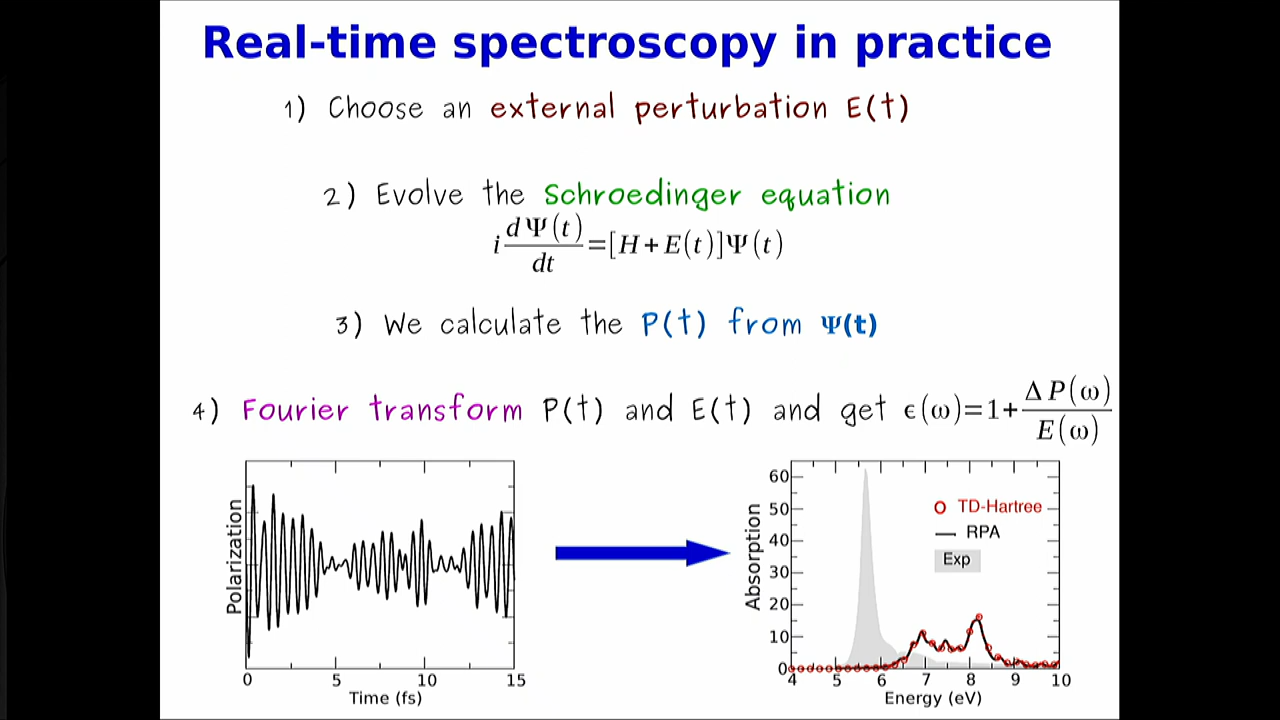 Real-time spectroscopy in practice
1) Choose an external perturbation E(t)
2) Evolve the Schroedinger equation
i dΨ(t)/dt=[H+E(t)]Ψ(t)
3) We calculate the P(t) from Ψ(t)
4) Fourier transform P(t) and E(t) and get ϵ(ω)=1+ΔP(ω)/E(ω)
Polarization
0 5 10 15
Time (fs)
Absorption
60
50
40
30
20
10
0
TD-Hartree
RPA
Exp
4 5 6 7 8 9 10
Energy (eV)